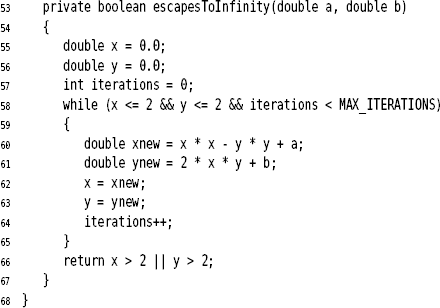 53 private boolean escapesToInfinity(double a, double b)
54 {
55 double x = 0.0;
56 double y = 0.0;
57 int iterations = 0;
58 while (x <= 2 && y <= 2 && iterations < MAX_ITERATIONS)
59 {
60 double xnew = x * x - y * y + a;
61 double ynew = 2 * x * y + b;
62 x = xnew;
63 y = ynew;
64 iterations++;
65 }
66 return x > 2 || y > 2;
67 }
68 }